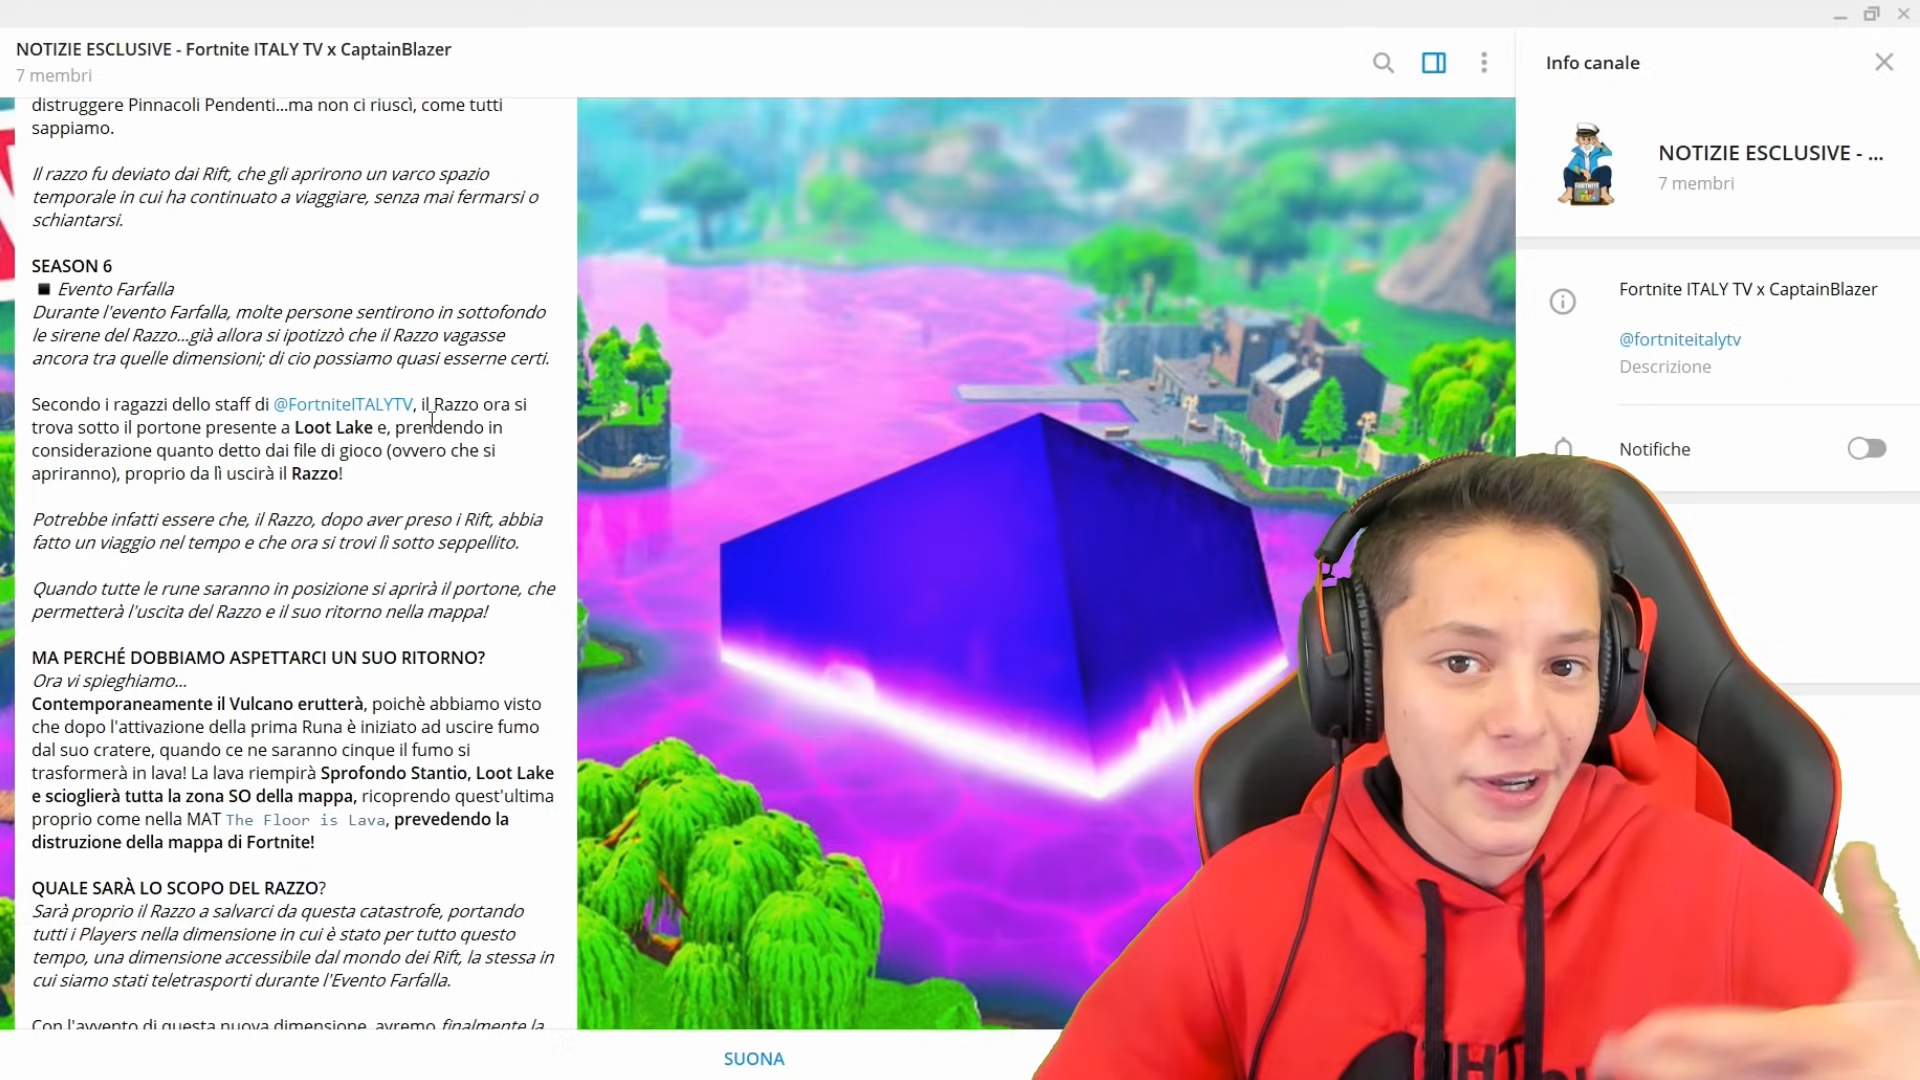 NOTIZIE ESCLUSIVE - Fortnite ITALY TV x CaptainBlazer
7 membri
distruggere Pinnacoli Pendenti...ma non ci riuscì, come tutti
sappiamo.
Il razzo fu deviato dai Rift, che gli aprirono un varco spazio
temporale in cui ha continuato a viaggiare, senza mai fermarsi o
schiantarsi.
SEASON 6
◾ Evento Farfalla
Durante l'evento Farfalla, molte persone sentirono in sottofondo
le sirene del Razzo...già allora si ipotizzò che il Razzo vagasse
ancora tra quelle dimensioni; di cio possiamo quasi esserne certi.
Secondo i ragazzi dello staff di @FortniteITALYTV, il Razzo ora si
trova sotto il portone presente a Loot Lake e, prendendo in
considerazione quanto detto dai file di gioco (ovvero che si
apriranno), proprio da lì uscirà il Razzo!
Potrebbe infatti essere che, il Razzo, dopo aver preso i Rift, abbia
fatto un viaggio nel tempo e che ora si trovi lì sotto seppellito.
Quando tutte le rune saranno in posizione si aprirà il portone, che
permetterà l'uscita del Razzo e il suo ritorno nella mappa!
MA PERCHÉ DOBBIAMO ASPETTARCI UN SUO RITORNO?
Ora vi spieghiamo...
Contemporaneamente il Vulcano erutterà, poichè abbiamo visto
che dopo l'attivazione della prima Runa è iniziato ad uscire fumo
dal suo cratere, quando ce ne saranno cinque il fumo si
trasformerà in lava! La lava riempirà Sprofondo Stantio, Loot Lake
e scioglierà tutta la zona SO della mappa, ricoprendo quest'ultima
proprio come nella MAT The Floor is Lava, prevedendo la
distruzione della mappa di Fortnite!
QUALE SARÀ LO SCOPO DEL RAZZO?
Sarà proprio il Razzo a salvarci da questa catastrofe, portando
tutti i Players nella dimensione in cui è stato per tutto questo
tempo, una dimensione accessibile dal mondo dei Rift, la stessa in
cui siamo stati teletrasporti durante l'Evento Farfalla.
Con l'avvento di questa nuova dimensione, avremo finalmente la
SUONA
Info canale
NOTIZIE ESCLUSIVE - ...
7 membri
Fortnite ITALY TV x CaptainBlazer
@fortniteitalytv
Descrizione
Notifiche